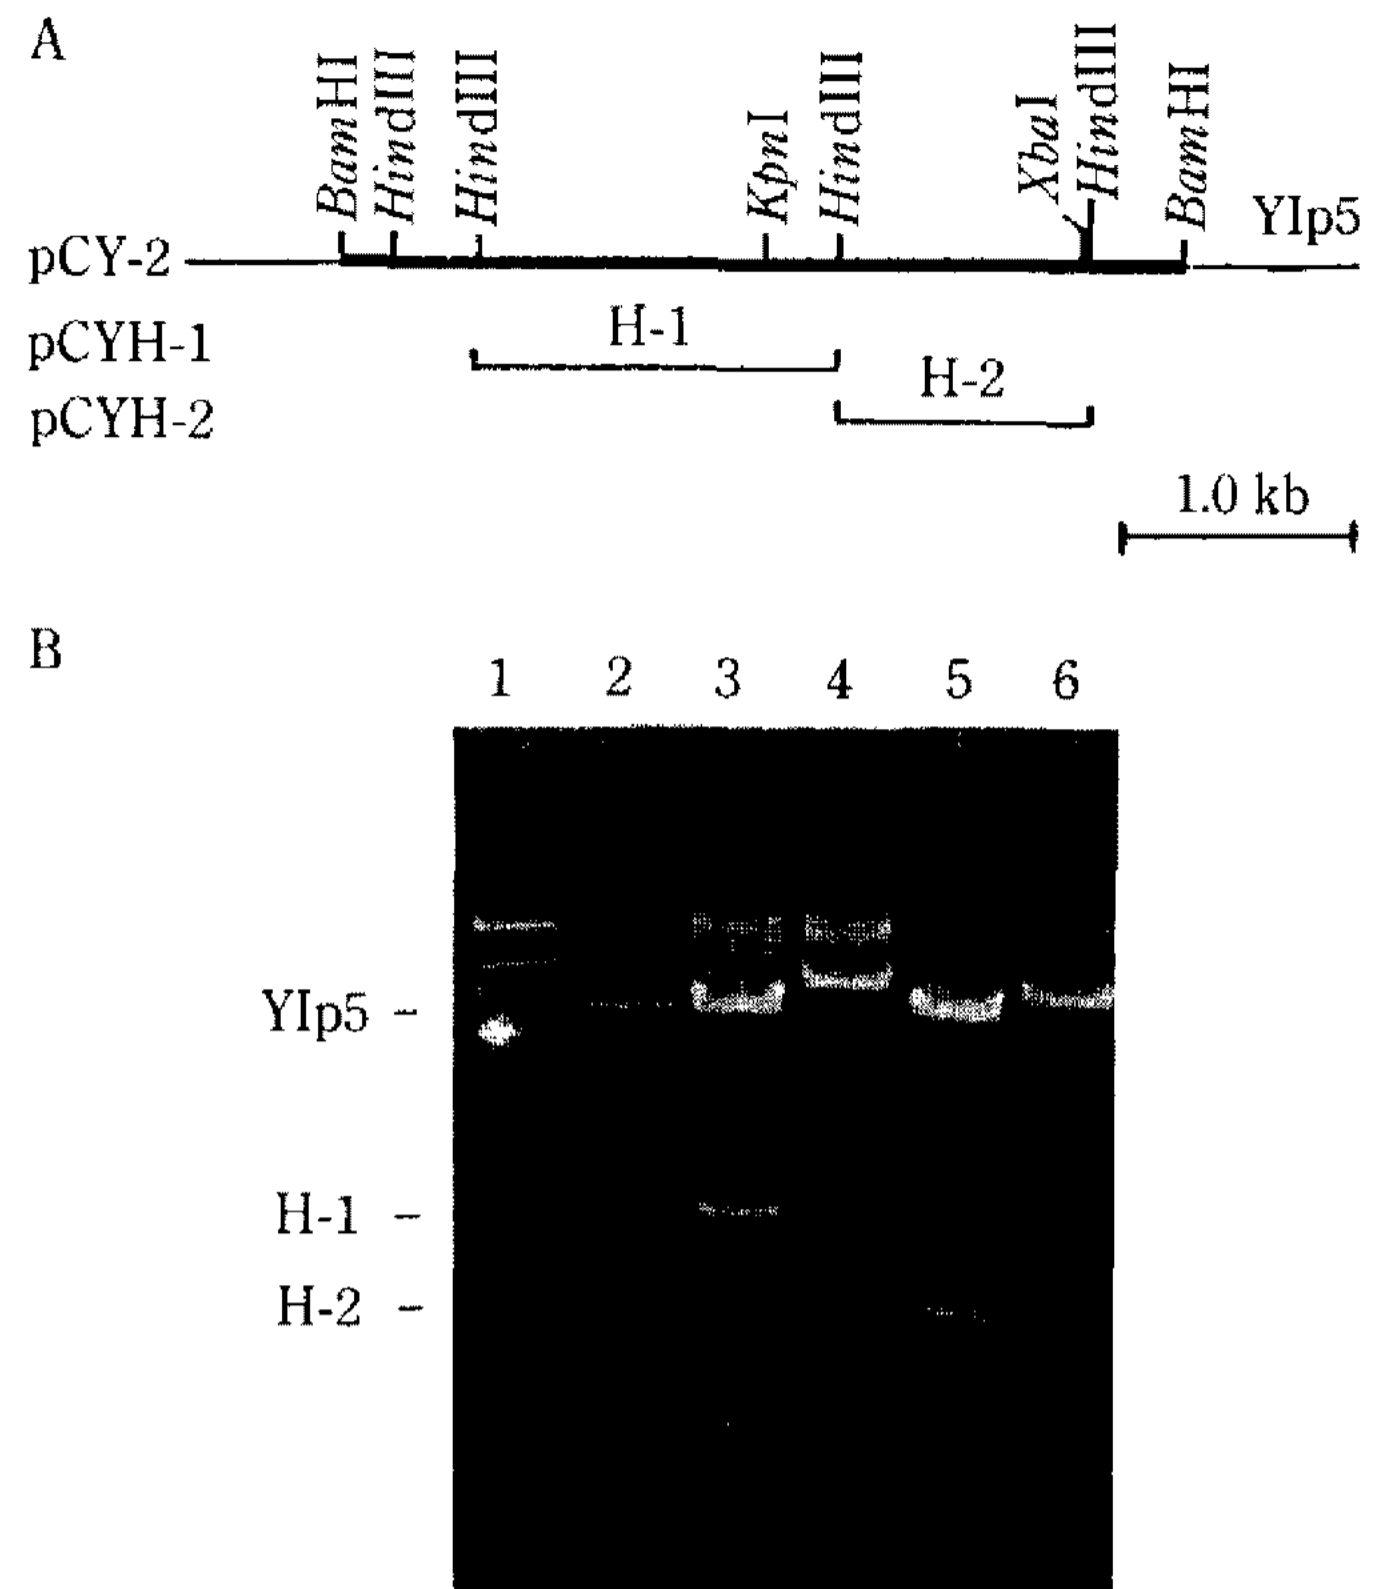 A
BamHI HindIII HindIII KpnI HindIII XbaI HindIII BamHI
YIp5
pCY-2
H-1
pCYH-1
H-2
pCYH-2
1.0 kb
B
1 2 3 4 5 6
YIp5 -
H-1 -
H-2 -